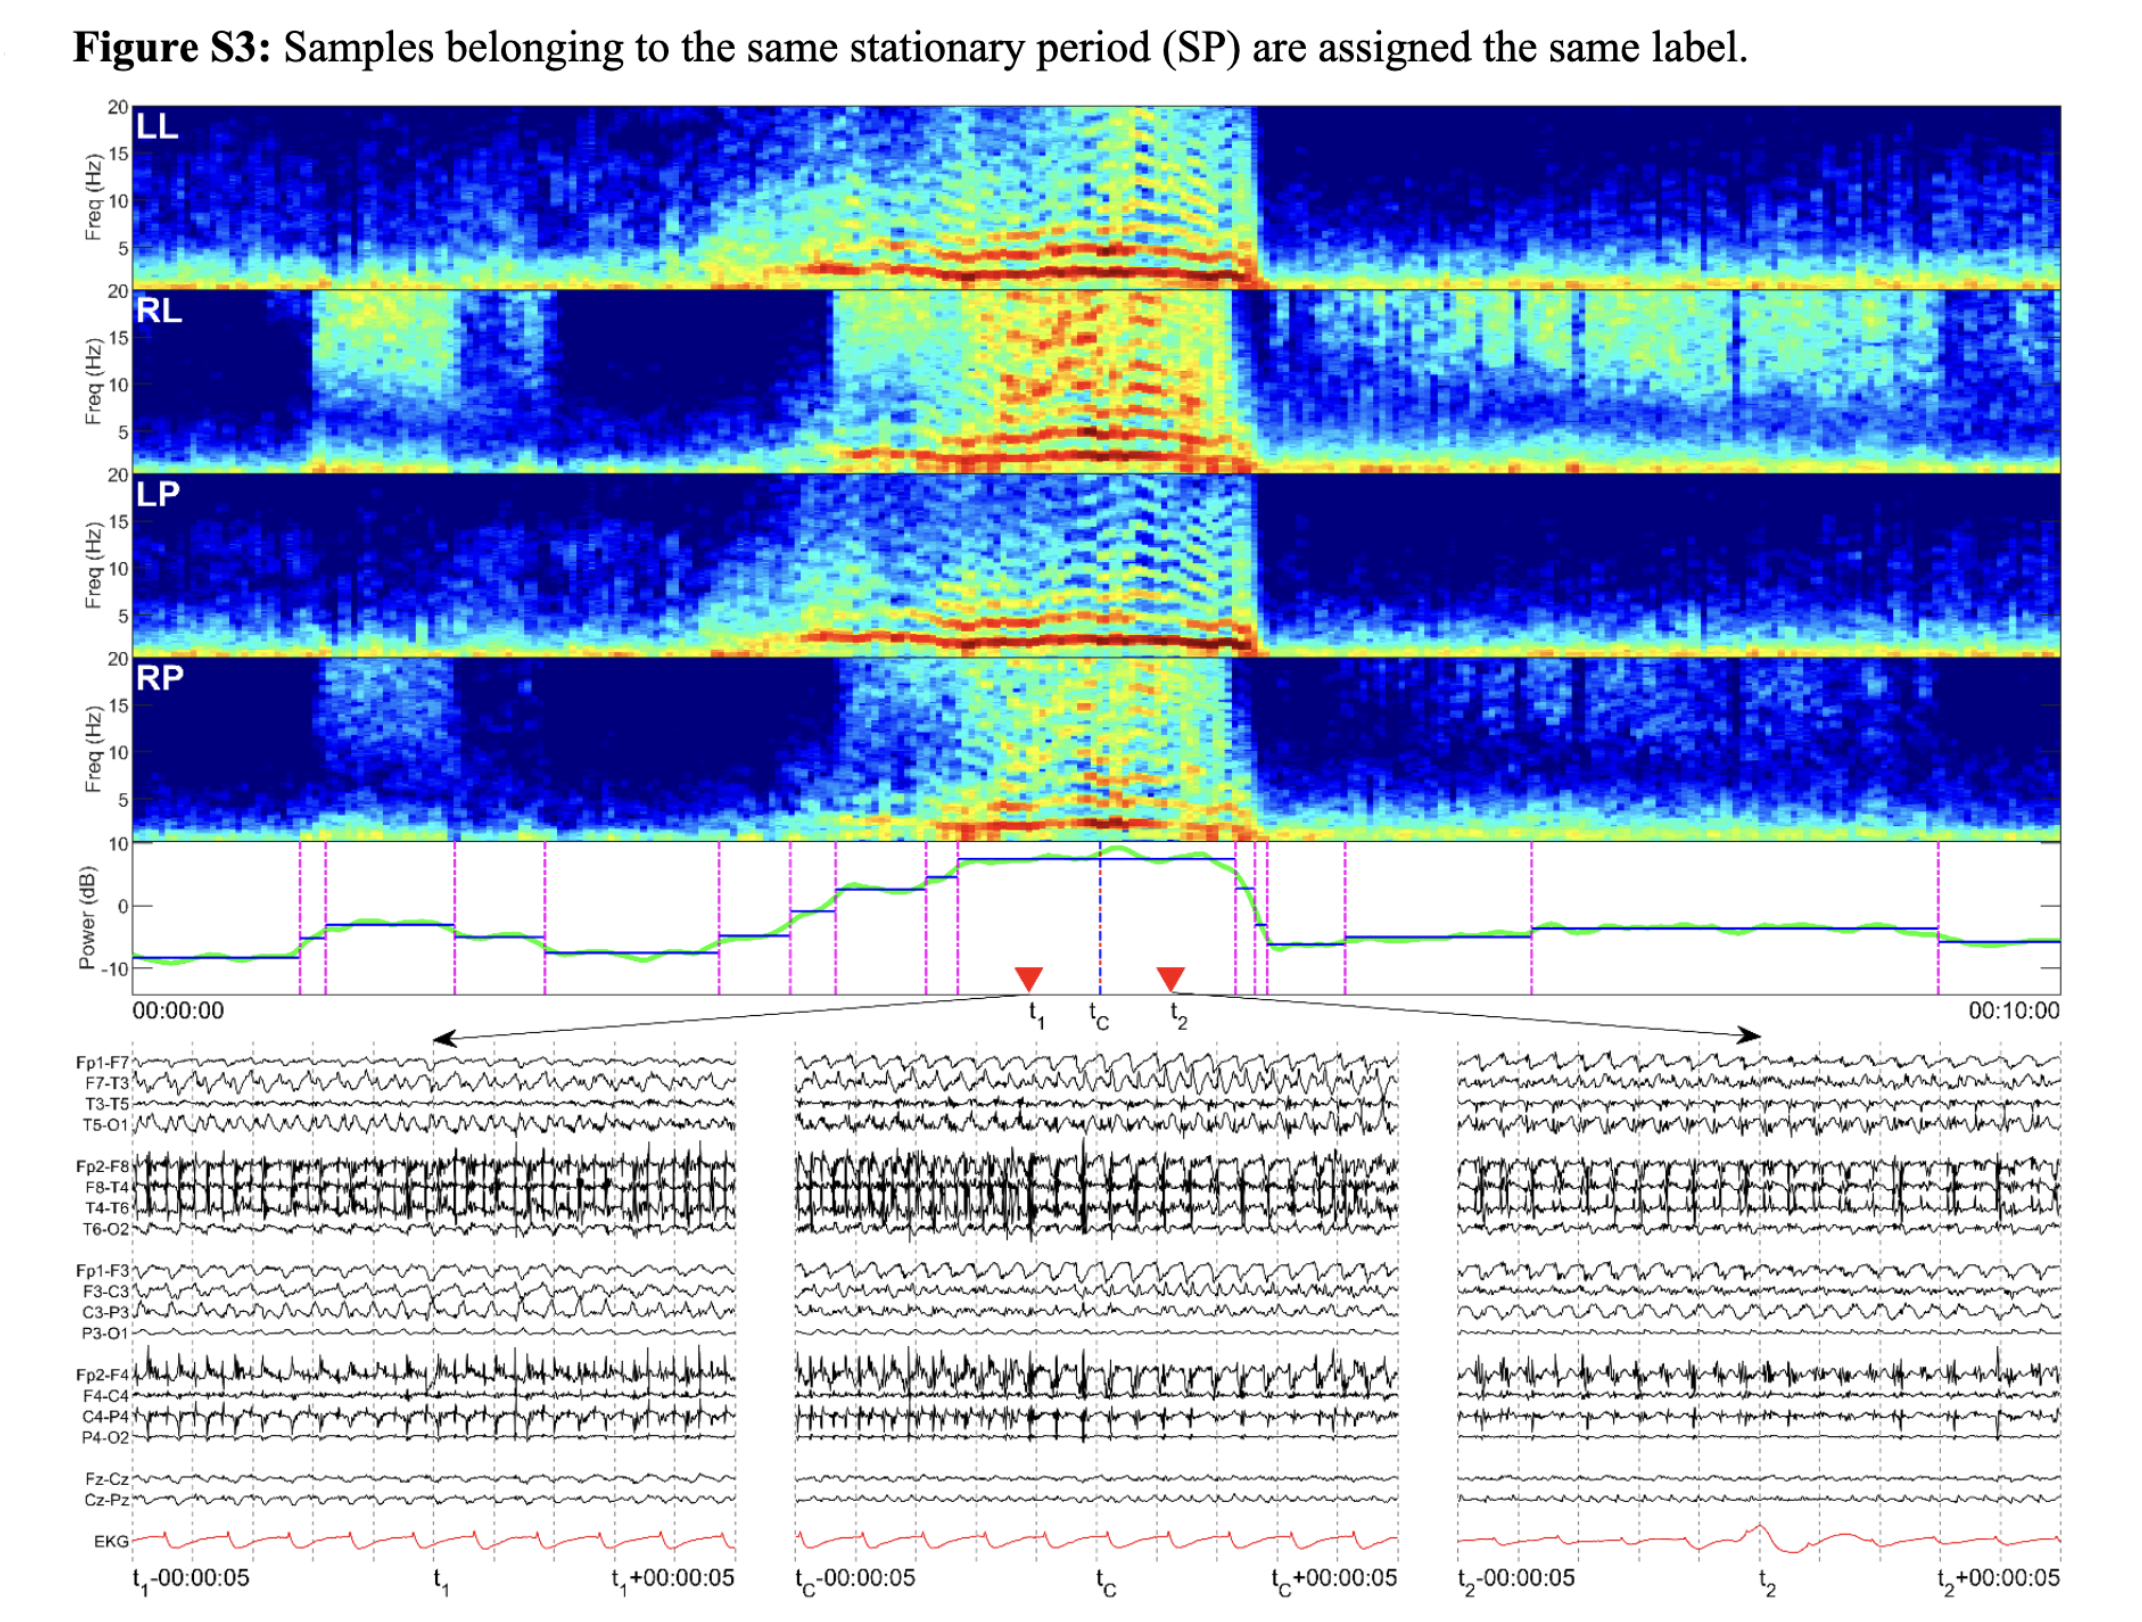 Figure S3: Samples belonging to the same stationary period (SP) are assigned the same label.
20
LL
15
Freq (Hz)
10
5
20
RL
15
Freq (Hz)
10
5
20
LP
15
Freq (Hz)
10
5
20
RP
15
Freq (Hz)
10
5
10
Power (dB)
0
-10
00:00:00 t1 tC t2 00:10:00
Fp1-F7
F7-T3
T3-T5
T5-O1
Fp2-F8
F8-T4
T4-T6
T6-O2
Fp1-F3
F3-C3
C3-P3
P3-O1
Fp2-F4
F4-C4
C4-P4
P4-O2
Fz-Cz
Cz-Pz
EKG
t1-00:00:05 t1 t1+00:00:05 tC-00:00:05 tC tC+00:00:05 t2-00:00:05 t2 t2+00:00:05